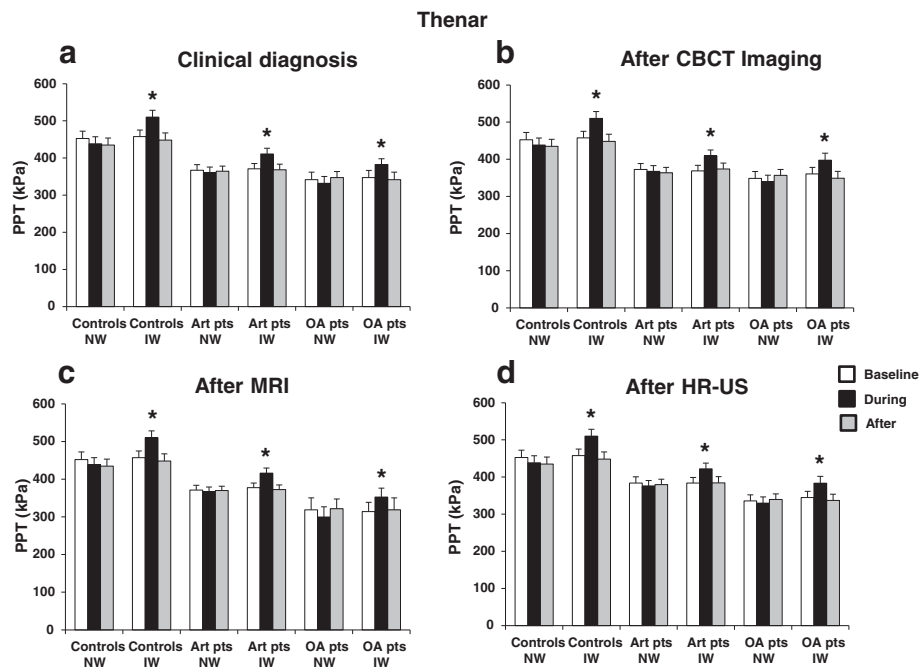 Thenar
a
Clinical diagnosis
600
500
400
300
200
100
0
PPT (kPa)
*
*
*
Controls NW
Controls IW
Art pts NW
Art pts IW
OA pts NW
OA pts IW
b
After CBCT Imaging
600
500
400
300
200
100
0
PPT (kPa)
*
*
*
Controls NW
Controls IW
Art pts NW
Art pts IW
OA pts NW
OA pts IW
c
After MRI
600
500
400
300
200
100
0
PPT (kPa)
*
*
*
Controls NW
Controls IW
Art pts NW
Art pts IW
OA pts NW
OA pts IW
d
After HR-US
600
500
400
300
200
100
0
PPT (kPa)
*
*
*
Controls NW
Controls IW
Art pts NW
Art pts IW
OA pts NW
OA pts IW
Baseline
During
After